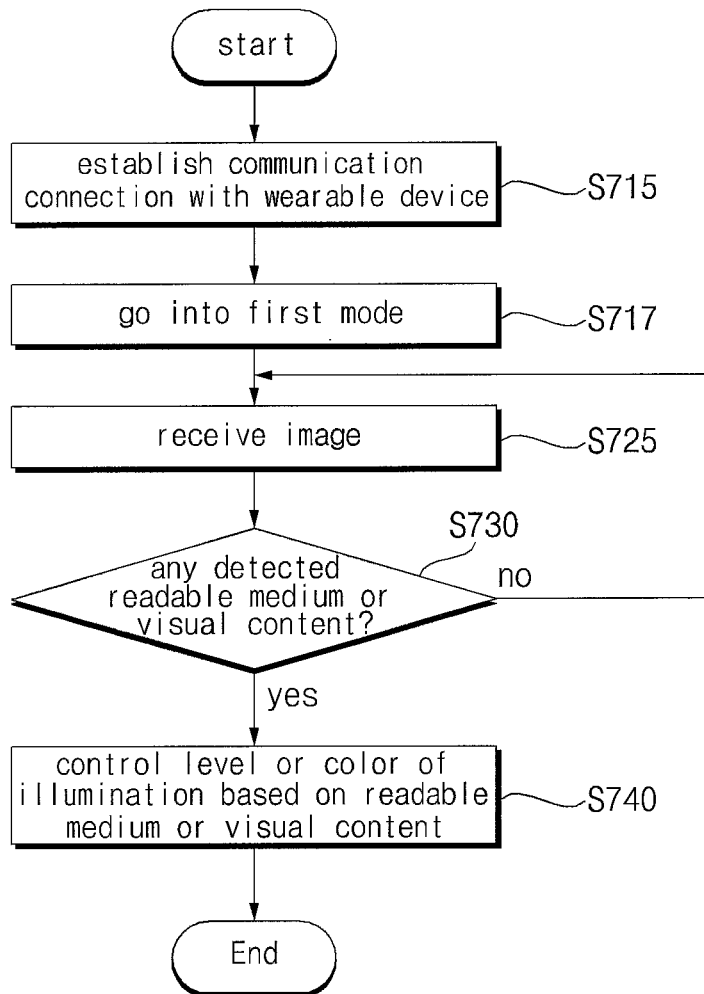 start
establish communication
connection with wearable device
S715
go into first mode
S717
receive image
S725
S730
any detected
readable medium or
visual content?
no
yes
control level or color of
illumination based on readable
medium or visual content
S740
End